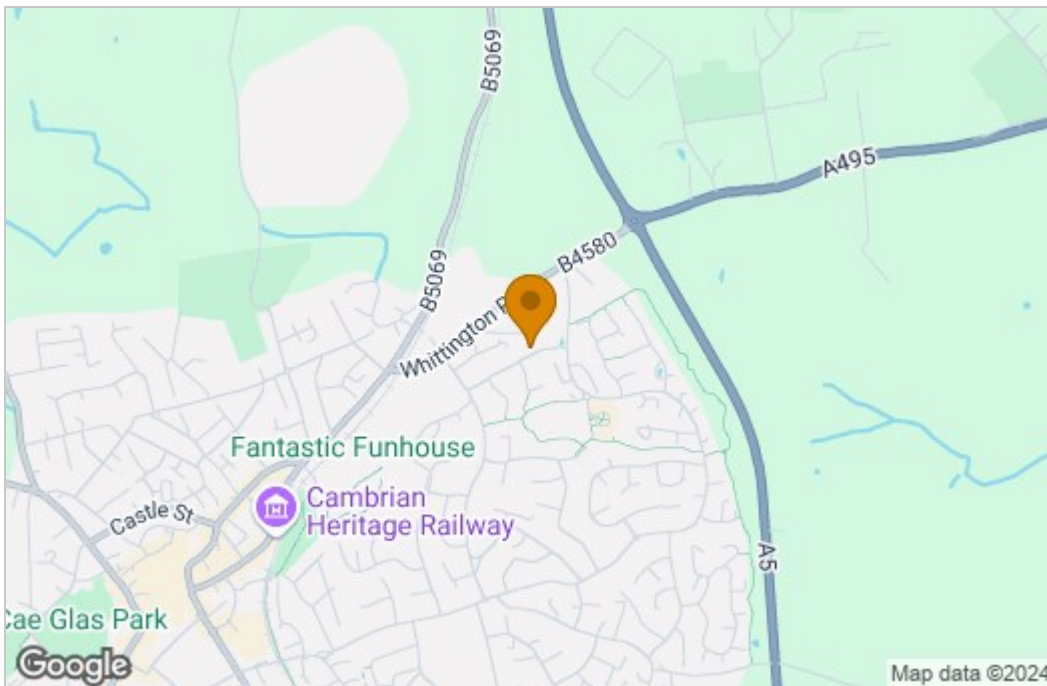 B5069
A495
B4580
B5069
Whittington
Fantastic Funhouse
Cambrian
Heritage Railway
Castle St
A5
Cae Glas Park
Google
Map data ©2024